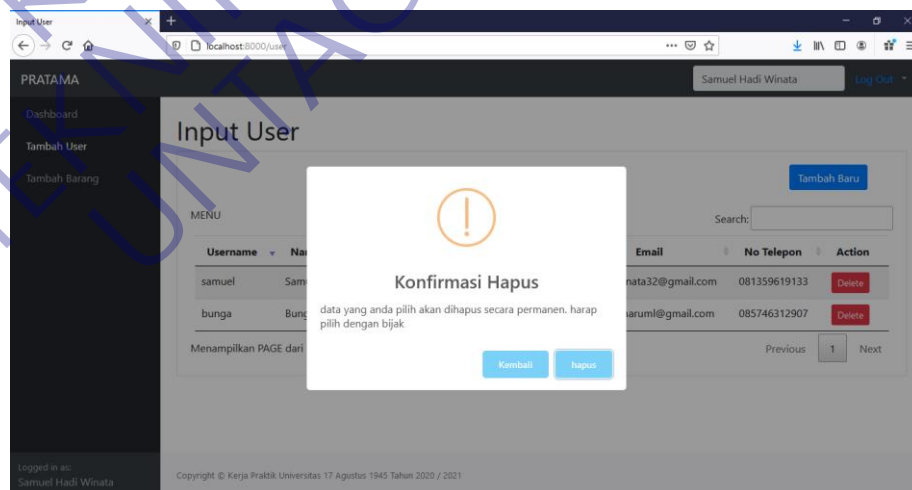 Input User
localhost:8000/user
PRATAMA
Samuel Hadi Winata
Log Out
Dashboard
Tambah User
Tambah Barang
Input User
Tambah Baru
MENU
Search:
Username
Email
No Telepon
Action
samuel
nata32@gmail.com
081359619133
Delete
bunga
aruml@gmail.com
085746312907
Delete
Menampilkan PAGE dari
Previous
1
Next
Konfirmasi Hapus
data yang anda pilih akan dihapus secara permanen. harap
pilih dengan bijak
Kembali
hapus
Logged in as:
Samuel Hadi Winata
Copyright © Kerja Praktik Universitas 17 Agustus 1945 Tahun 2020 / 2021